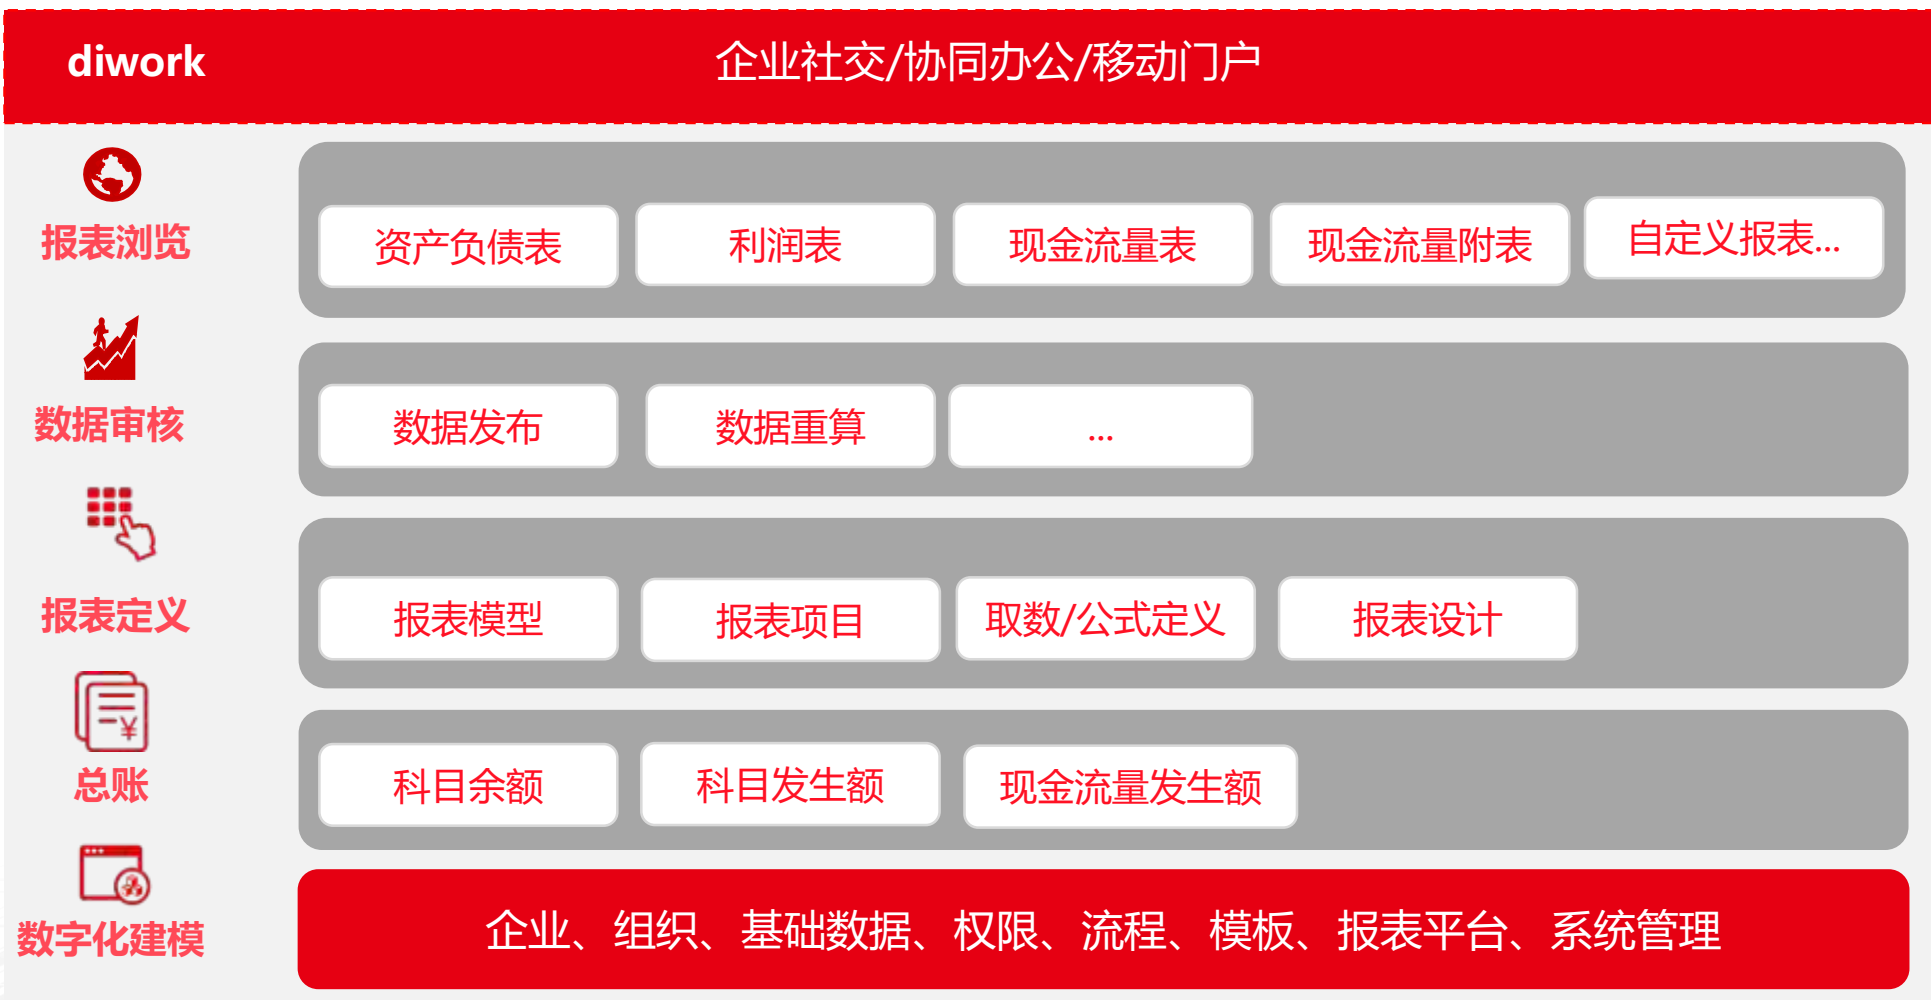 diwork
企业社交/协同办公/移动门户
报表浏览
资产负债表
利润表
现金流量表
现金流量附表
自定义报表...
数据审核
数据发布
数据重算
...
报表定义
报表模型
报表项目
取数/公式定义
报表设计
¥
总账
科目余额
科目发生额
现金流量发生额
数字化建模
企业、组织、基础数据、权限、流程、模板、报表平台、系统管理